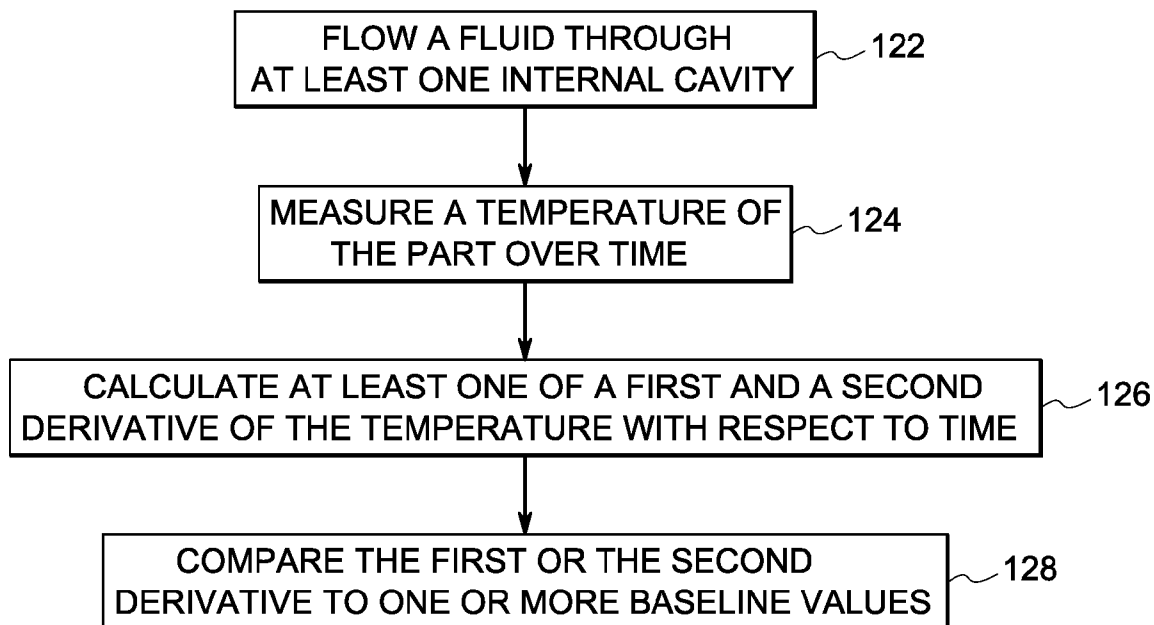 FLOW A FLUID THROUGH
AT LEAST ONE INTERNAL CAVITY
122
MEASURE A TEMPERATURE OF
THE PART OVER TIME
124
CALCULATE AT LEAST ONE OF A FIRST AND A SECOND
DERIVATIVE OF THE TEMPERATURE WITH RESPECT TO TIME
126
COMPARE THE FIRST OR THE SECOND
DERIVATIVE TO ONE OR MORE BASELINE VALUES
128